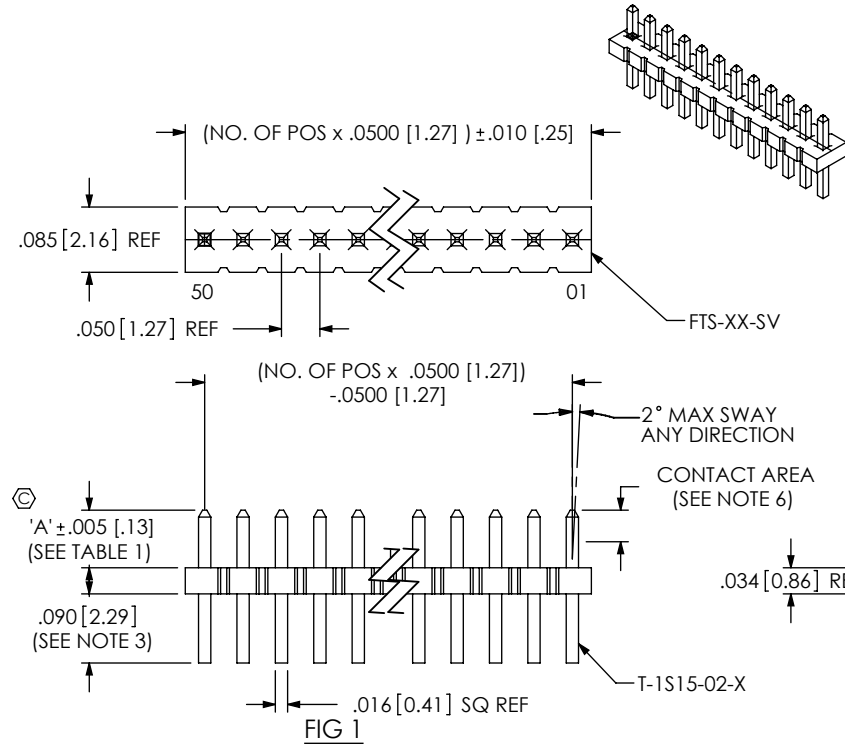 (NO. OF POS x .0500 [1.27] ) ±.010 [.25]
.085 [2.16] REF
50
01
.050 [1.27] REF
FTS-XX-SV
(NO. OF POS x .0500 [1.27])
-.0500 [1.27]
2° MAX SWAY
ANY DIRECTION
CONTACT AREA
(SEE NOTE 6)
C
'A' ±.005 [.13]
(SEE TABLE 1)
.034 [0.86]
.090 [2.29]
(SEE NOTE 3)
T-1S15-02-X
.016 [0.41] SQ REF
FIG 1